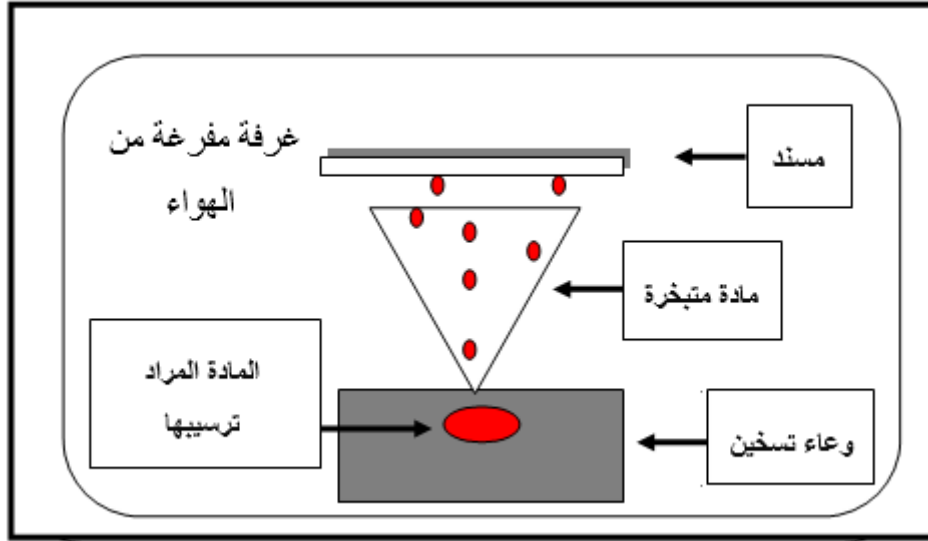 غرفة مفرغة من
الهواء
مسند
مادة متبخرة
المادة المراد
ترسيبها
وعاء تسخين